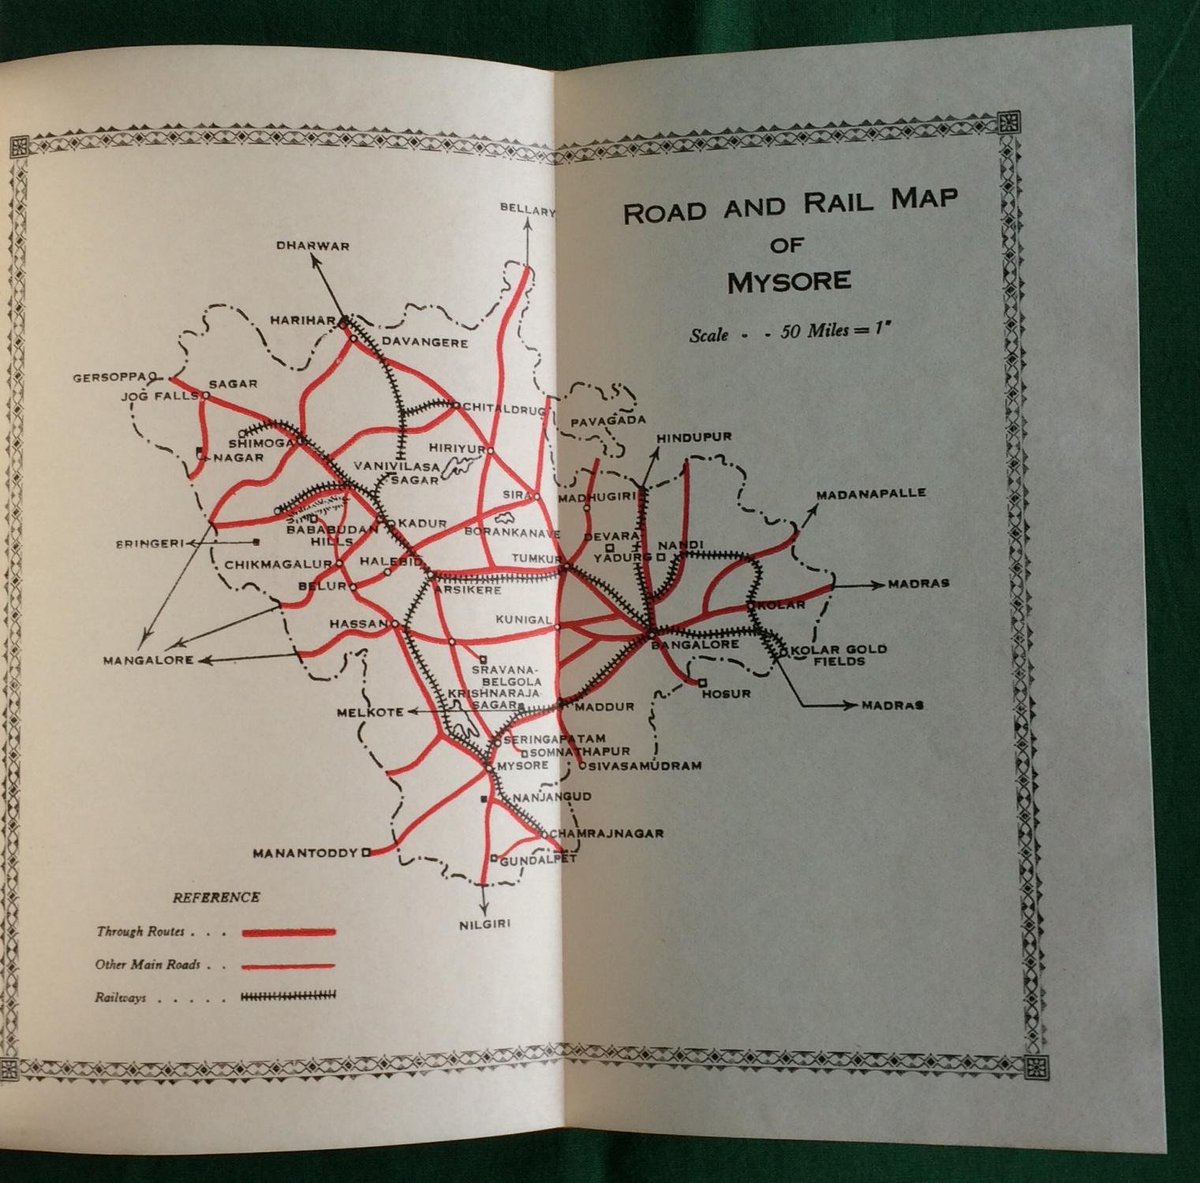 ROAD AND RAIL MAP
OF
MYSORE
Scale - - 50 Miles = 1"
BELLARY
DHARWAR
HARIHAR
DAVANGERE
GERSOPPA
SAGAR
JOG FALLS
CHITALDRUG
PAVAGADA
SHIMOGA
HIRIYUR
HINDUPUR
NAGAR
VANIVILASA
SAGAR
SIRA
MADHUGIRI
MADANAPALLE
BABABUDAN
HILLS
KADUR
BORANKANAVE
DEVARA-
YADURG
NANDI
SRINGERI
CHIKMAGALUR
HALEBID
TUMKUR
BELUR
ARSIKERE
MADRAS
KOLAR
HASSAN
KUNIGAL
BANGALORE
KOLAR GOLD
FIELDS
MANGALORE
SRAVANA-
BELGOLA
KRISHNARAJA-
SAGAR
HOSUR
MELKOTE
MADDUR
MADRAS
SERINGAPATAM
SOMNATHAPUR
MYSORE
SIVASAMUDRAM
NANJANGUD
CHAMRAJNAGAR
MANANTODDY
GUNDALPET
NILGIRI
REFERENCE
Through Routes . . .
Other Main Roads . .
Railways . . . . .